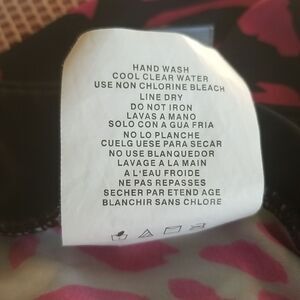 HAND WASH
COOL CLEAR WATER
USE NON CHLORINE BLEACH
LINE DRY
DO NOT IRON
LAVAS A MANO
SOLO CON A GUA FRIA
NO LO PLANCHE
CUELG UESE PARA SECAR
NO USE BLANQUEDOR
LAVAGE A LA MAIN
A L'EAU FROIDE
NE PAS REPASSES
SECHER PAR ETEND AGE
BLANCHIR SANS CHLORE